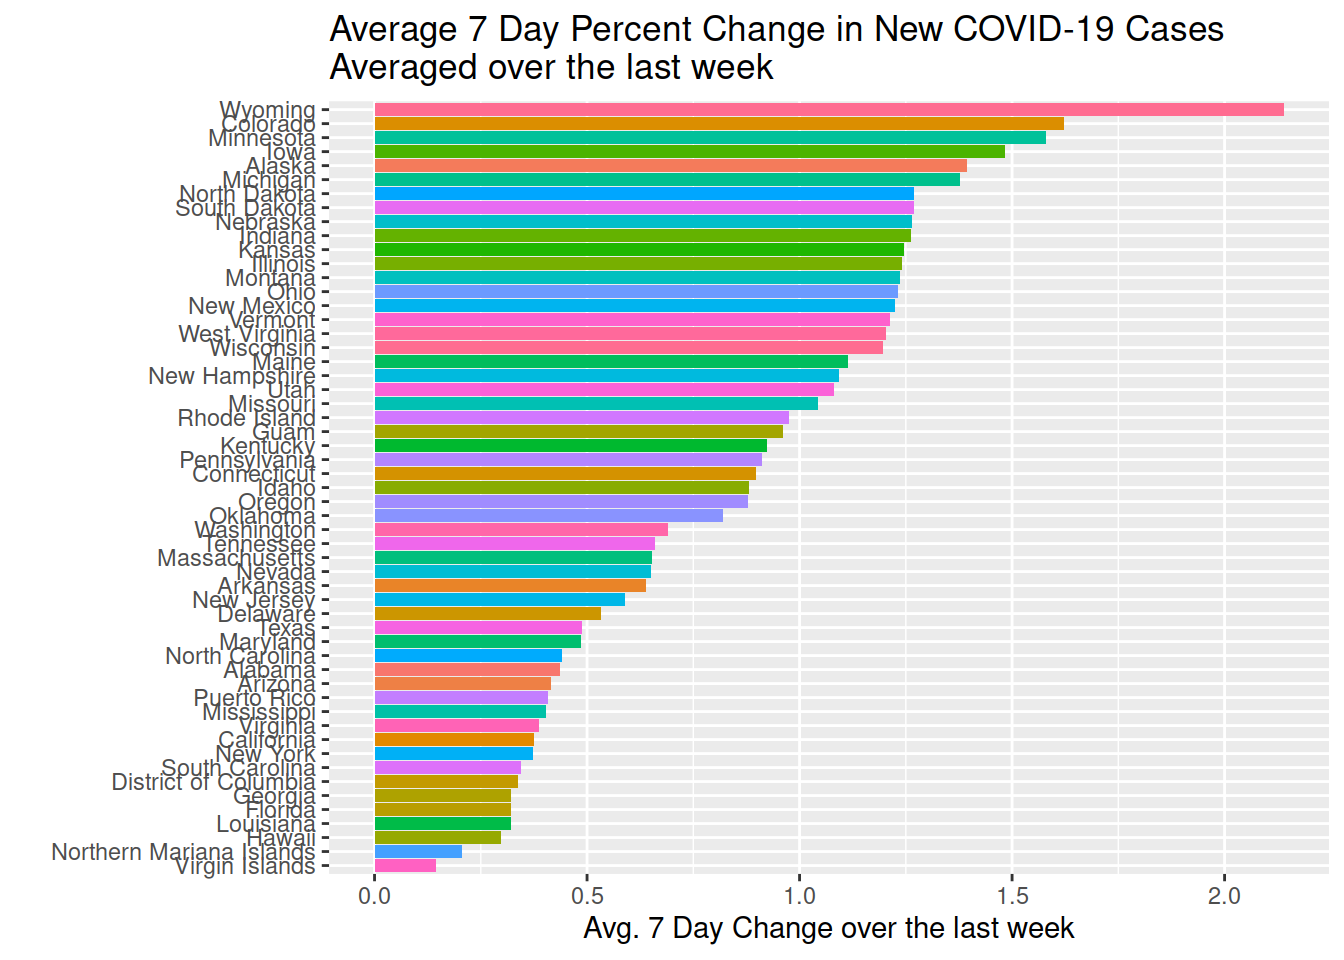 Average 7 Day Percent Change in New COVID-19 Cases
Averaged over the last week
Wyoming
Colorado
Minnesota
Iowa
Alaska
Michigan
North Dakota
South Dakota
Nebraska
Indiana
Kansas
Illinois
Montana
Ohio
New Mexico
Vermont
West Virginia
Wisconsin
Maine
New Hampshire
Utah
Missouri
Rhode Island
Guam
Kentucky
Pennsylvania
Connecticut
Idaho
Oregon
Oklahoma
Washington
Tennessee
Massachusetts
Nevada
Arkansas
New Jersey
Delaware
Texas
Maryland
North Carolina
Alabama
Arizona
Puerto Rico
Mississippi
Virginia
California
New York
South Carolina
District of Columbia
Georgia
Florida
Louisiana
Hawaii
Northern Mariana Islands
Virgin Islands
0.0 0.5 1.0 1.5 2.0
Avg. 7 Day Change over the last week